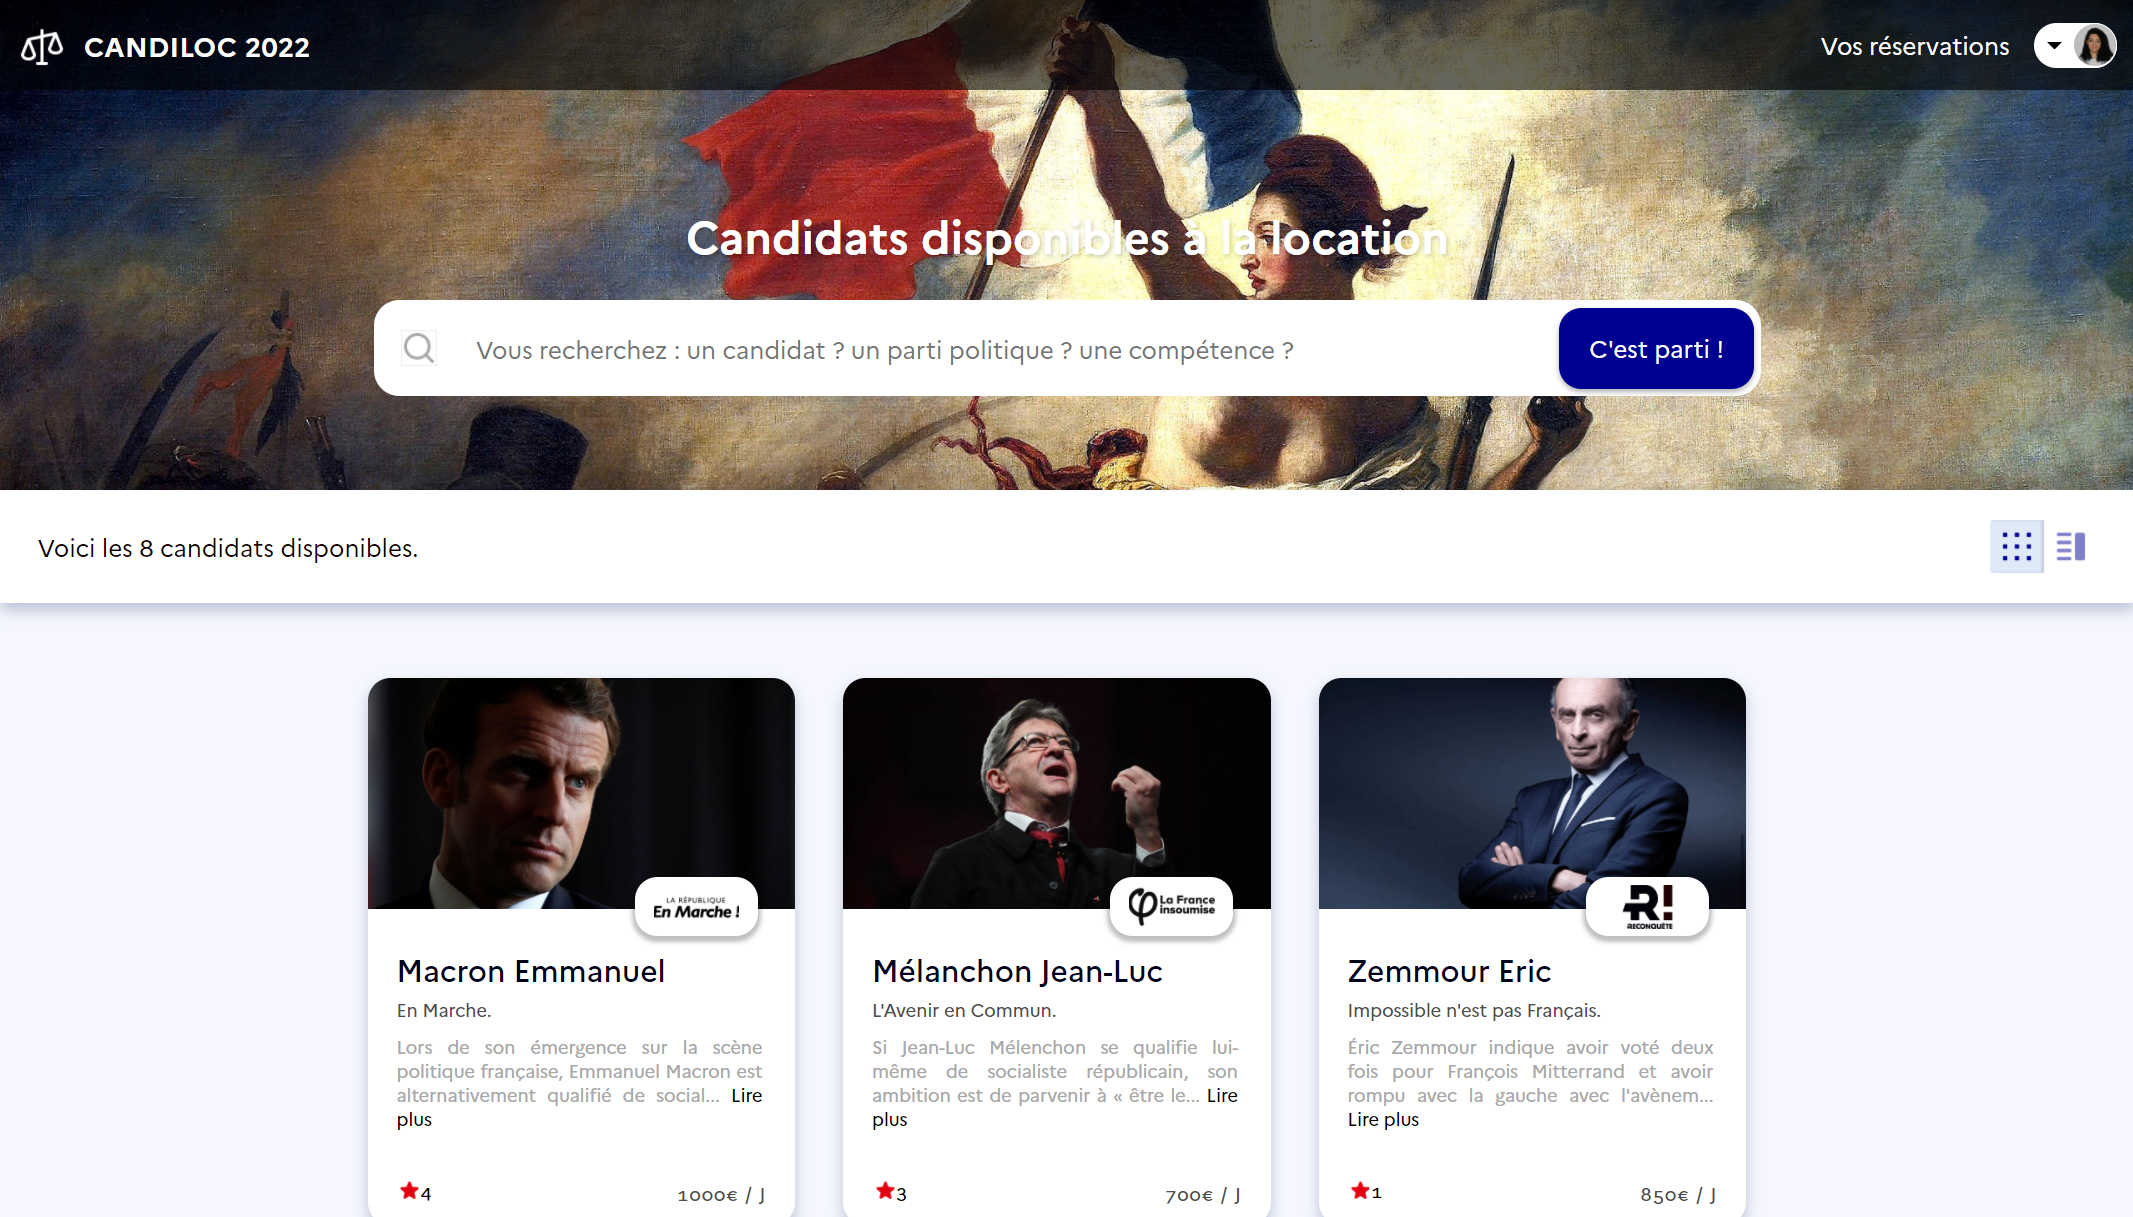 CANDILOC 2022
Vos réservations
Candidats disponibles à la location
Vous recherchez : un candidat ? un parti politique ? une compétence ?
C'est parti !
Voici les 8 candidats disponibles.
LA RÉPUBLIQUE
En Marche !
Macron Emmanuel
En Marche.
Lors de son émergence sur la scène
politique française, Emmanuel Macron est
alternativement qualifié de social... Lire
plus
4
1000€ / J
La France
insoumise
Mélanchon Jean-Luc
L'Avenir en Commun.
Si Jean-Luc Mélenchon se qualifie lui-
même de socialiste républicain, son
ambition est de parvenir à « être le... Lire
plus
3
700€ / J
R!
RECONQUÊTE
Zemmour Eric
Impossible n'est pas Français.
Éric Zemmour indique avoir voté deux
fois pour François Mitterrand et avoir
rompu avec la gauche avec l'avènem...
Lire plus
1
850€ / J